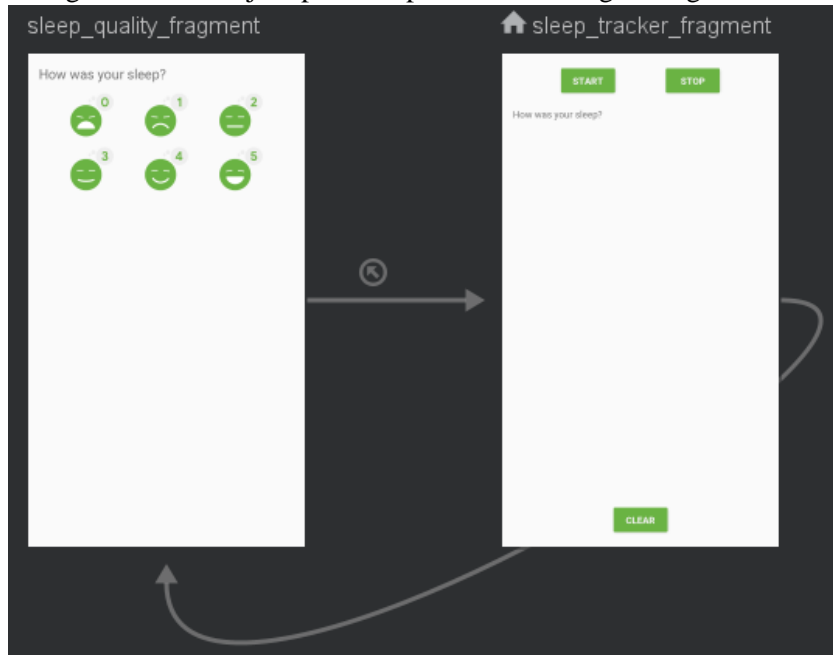 sleep_quality_fragment
How was your sleep?
0 1 2
3 4 5
sleep_tracker_fragment
START STOP
How was your sleep?
CLEAR